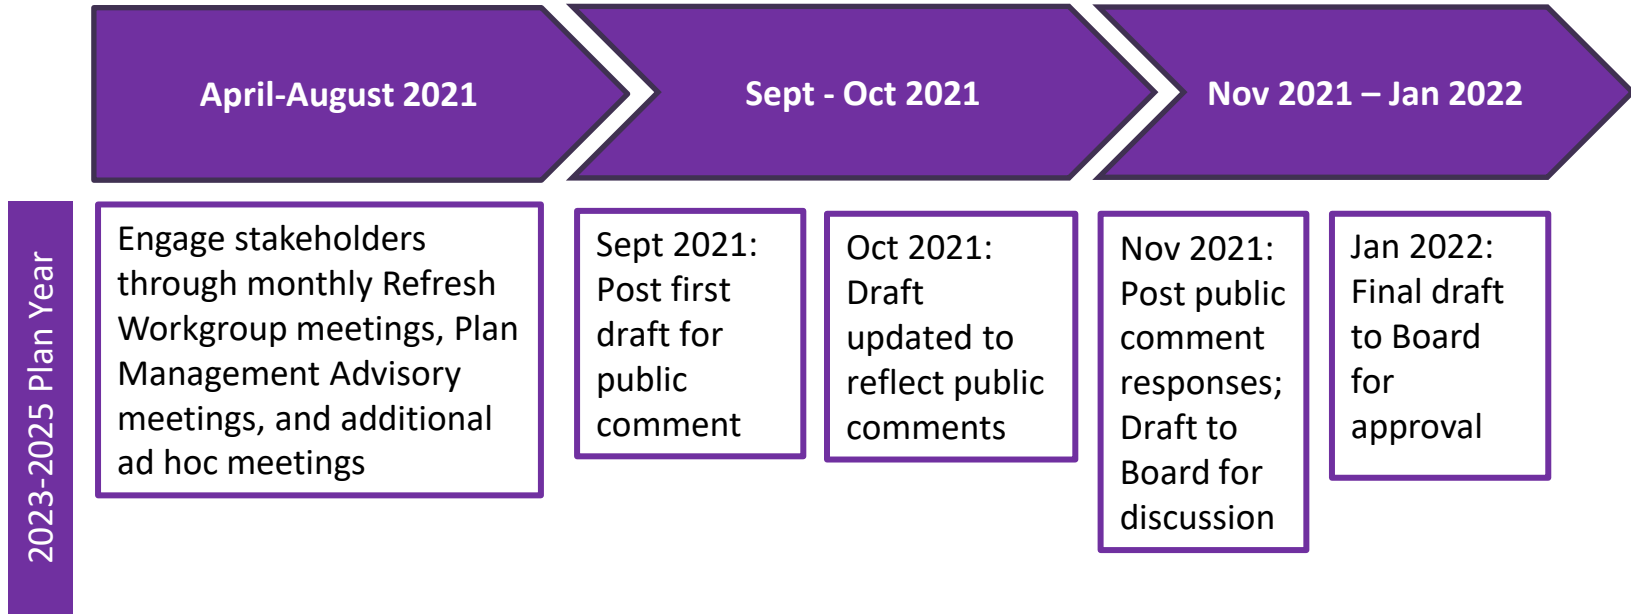 April-August 2021
Sept - Oct 2021
Nov 2021 – Jan 2022
2023-2025 Plan Year
Engage stakeholders
through monthly Refresh
Workgroup meetings, Plan
Management Advisory
meetings, and additional
ad hoc meetings
Sept 2021:
Post first
draft for
public
comment
Oct 2021:
Draft
updated to
reflect public
comments
Nov 2021:
Post public
comment
responses;
Draft to
Board for
discussion
Jan 2022:
Final draft
to Board
for
approval